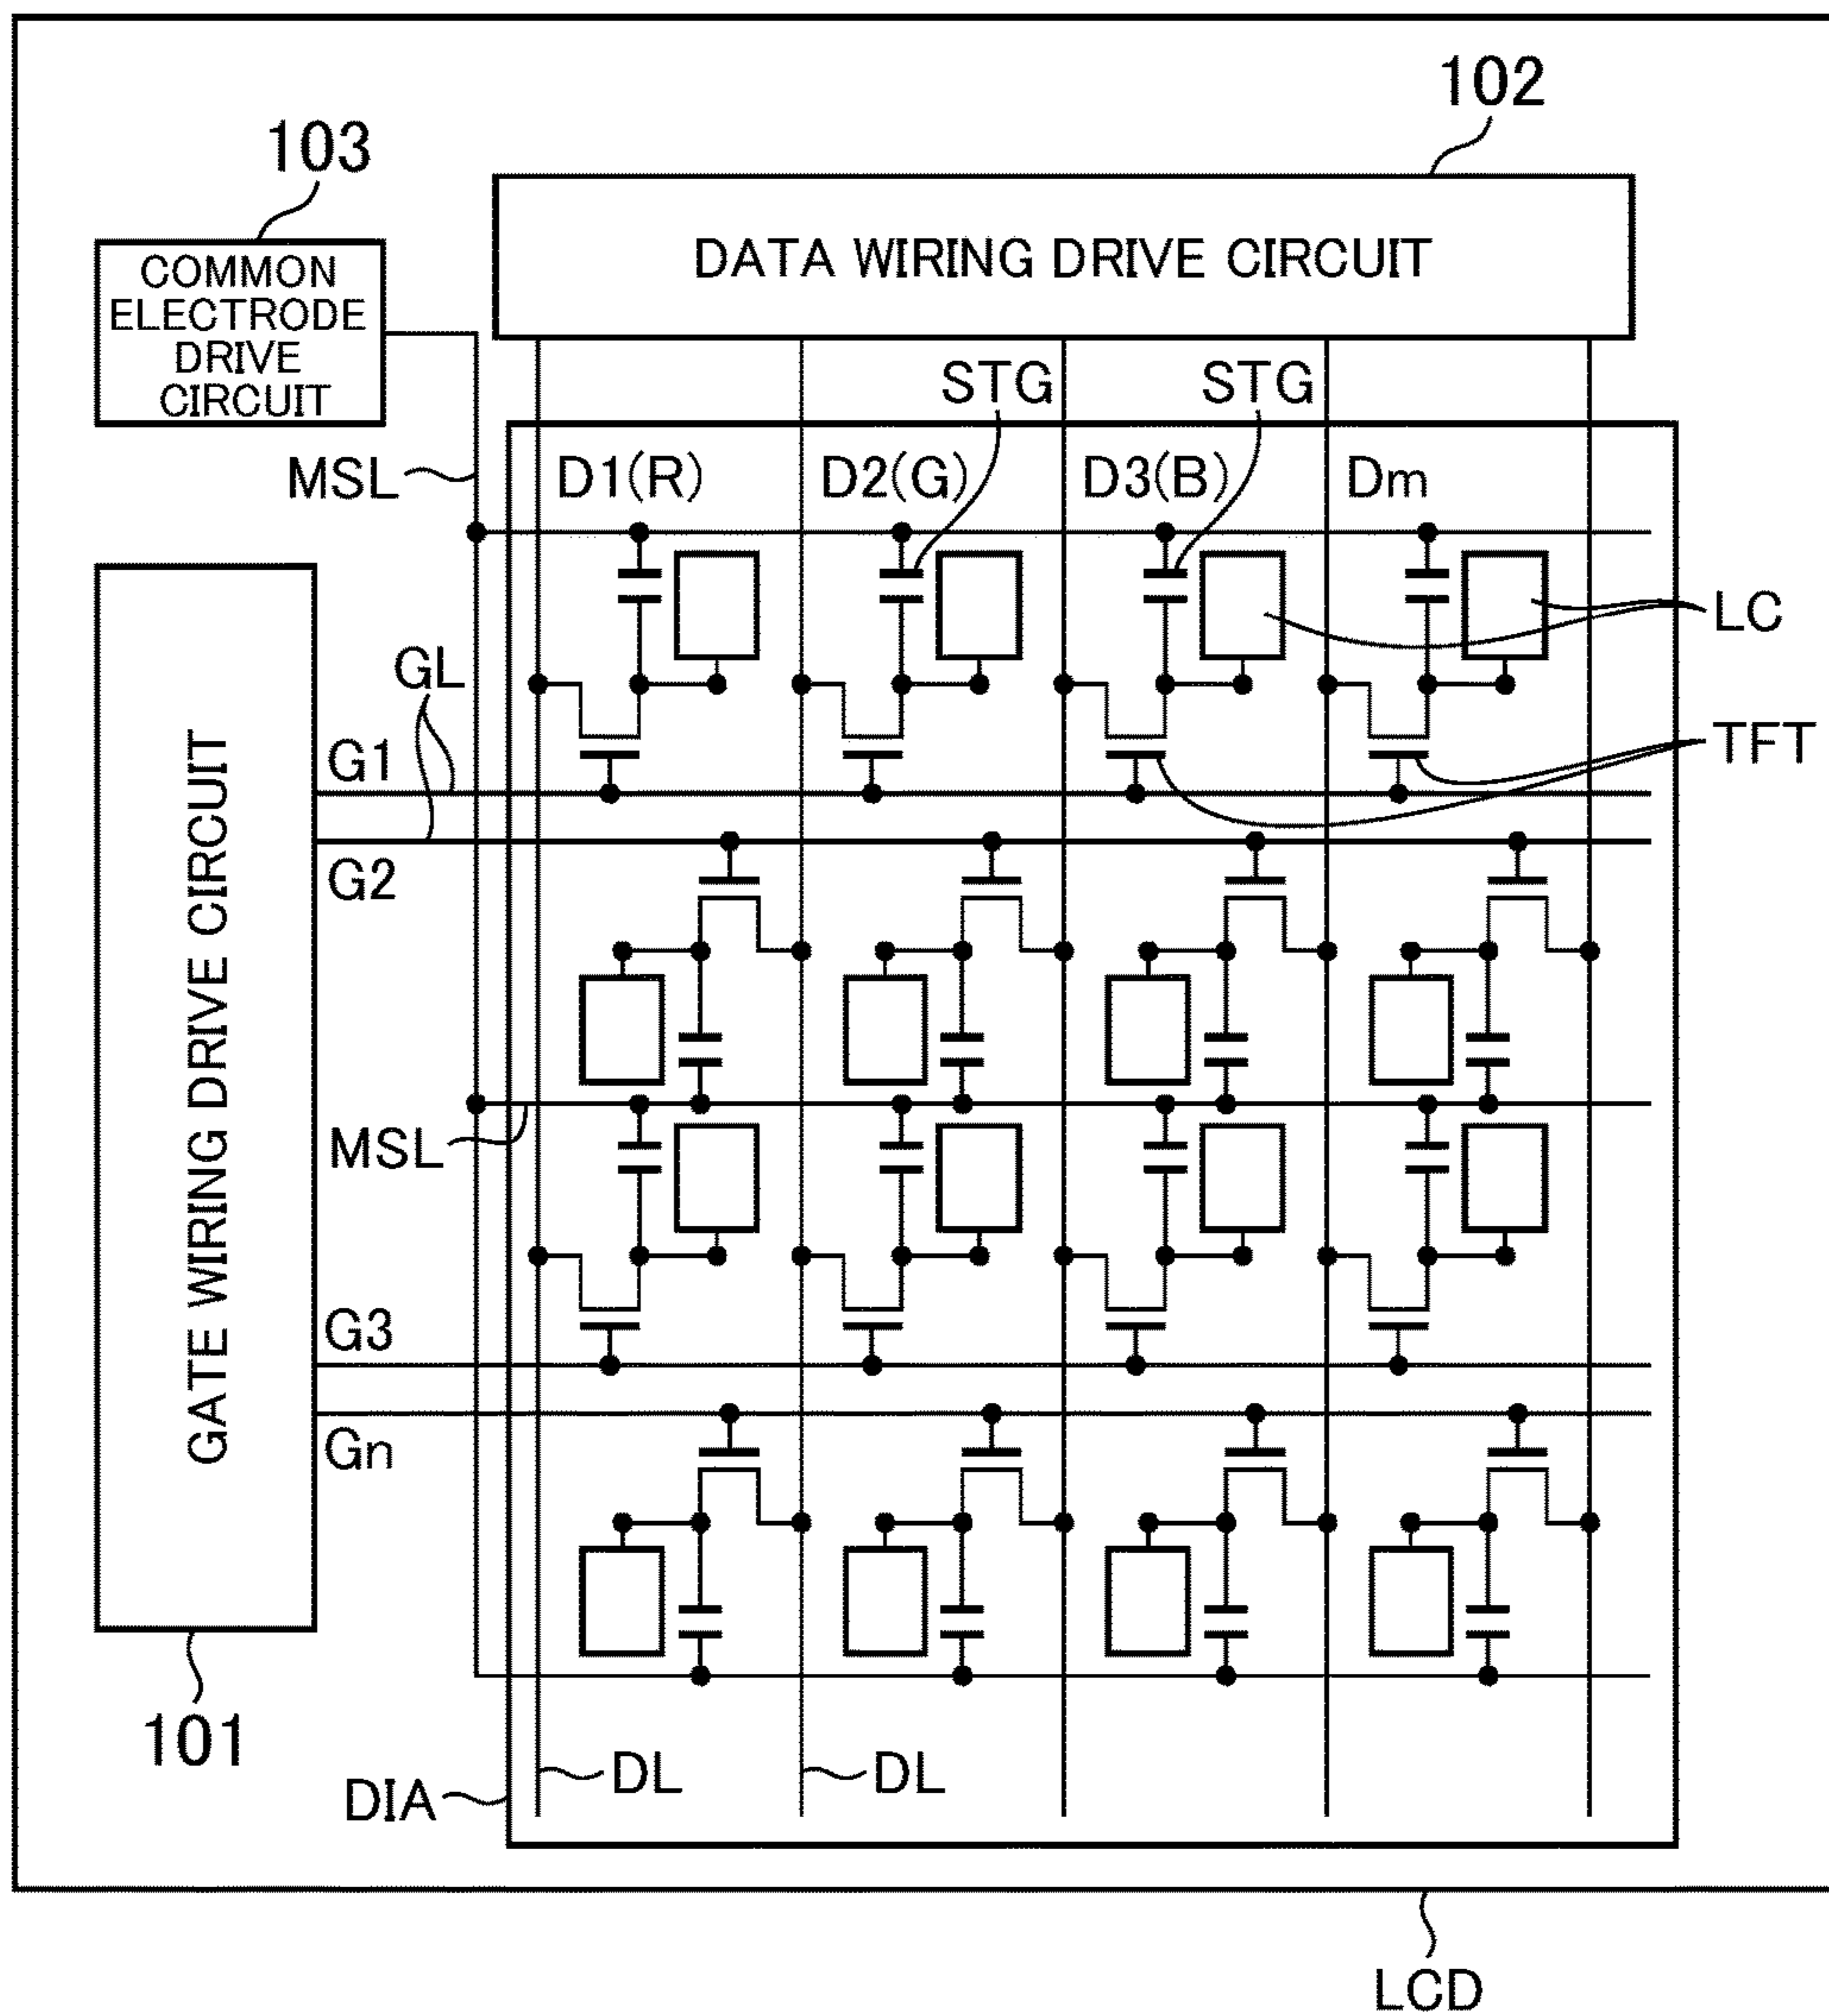 102
103
DATA WIRING DRIVE CIRCUIT
COMMON
ELECTRODE
DRIVE
CIRCUIT
STG
STG
MSL
D1(R)
D2(G)
D3(B)
Dm
LC
GL
G1
TFT
G2
GATE WIRING DRIVE CIRCUIT
MSL
G3
Gn
101
DIA
DL
DL
LCD